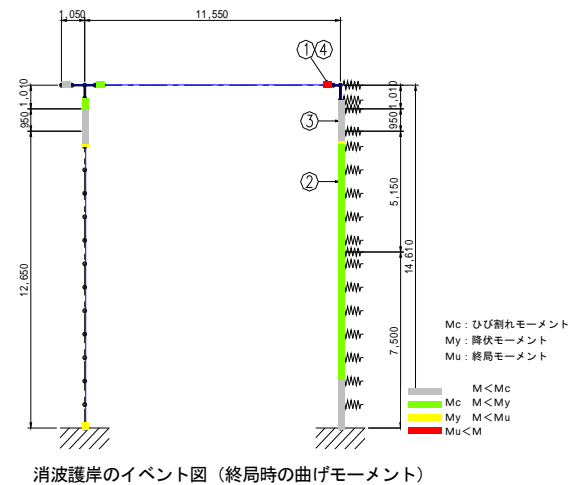 1,050
11,550
①④
950
1,010
③
②
12,650
950
1,010
5,150
14,610
7,500
Mc：ひび割れモーメント
My：降伏モーメント
Mu：終局モーメント
M＜Mc
Mc M＜My
My M＜Mu
Mu＜M
消波護岸のイベント図（終局時の曲げモーメント）